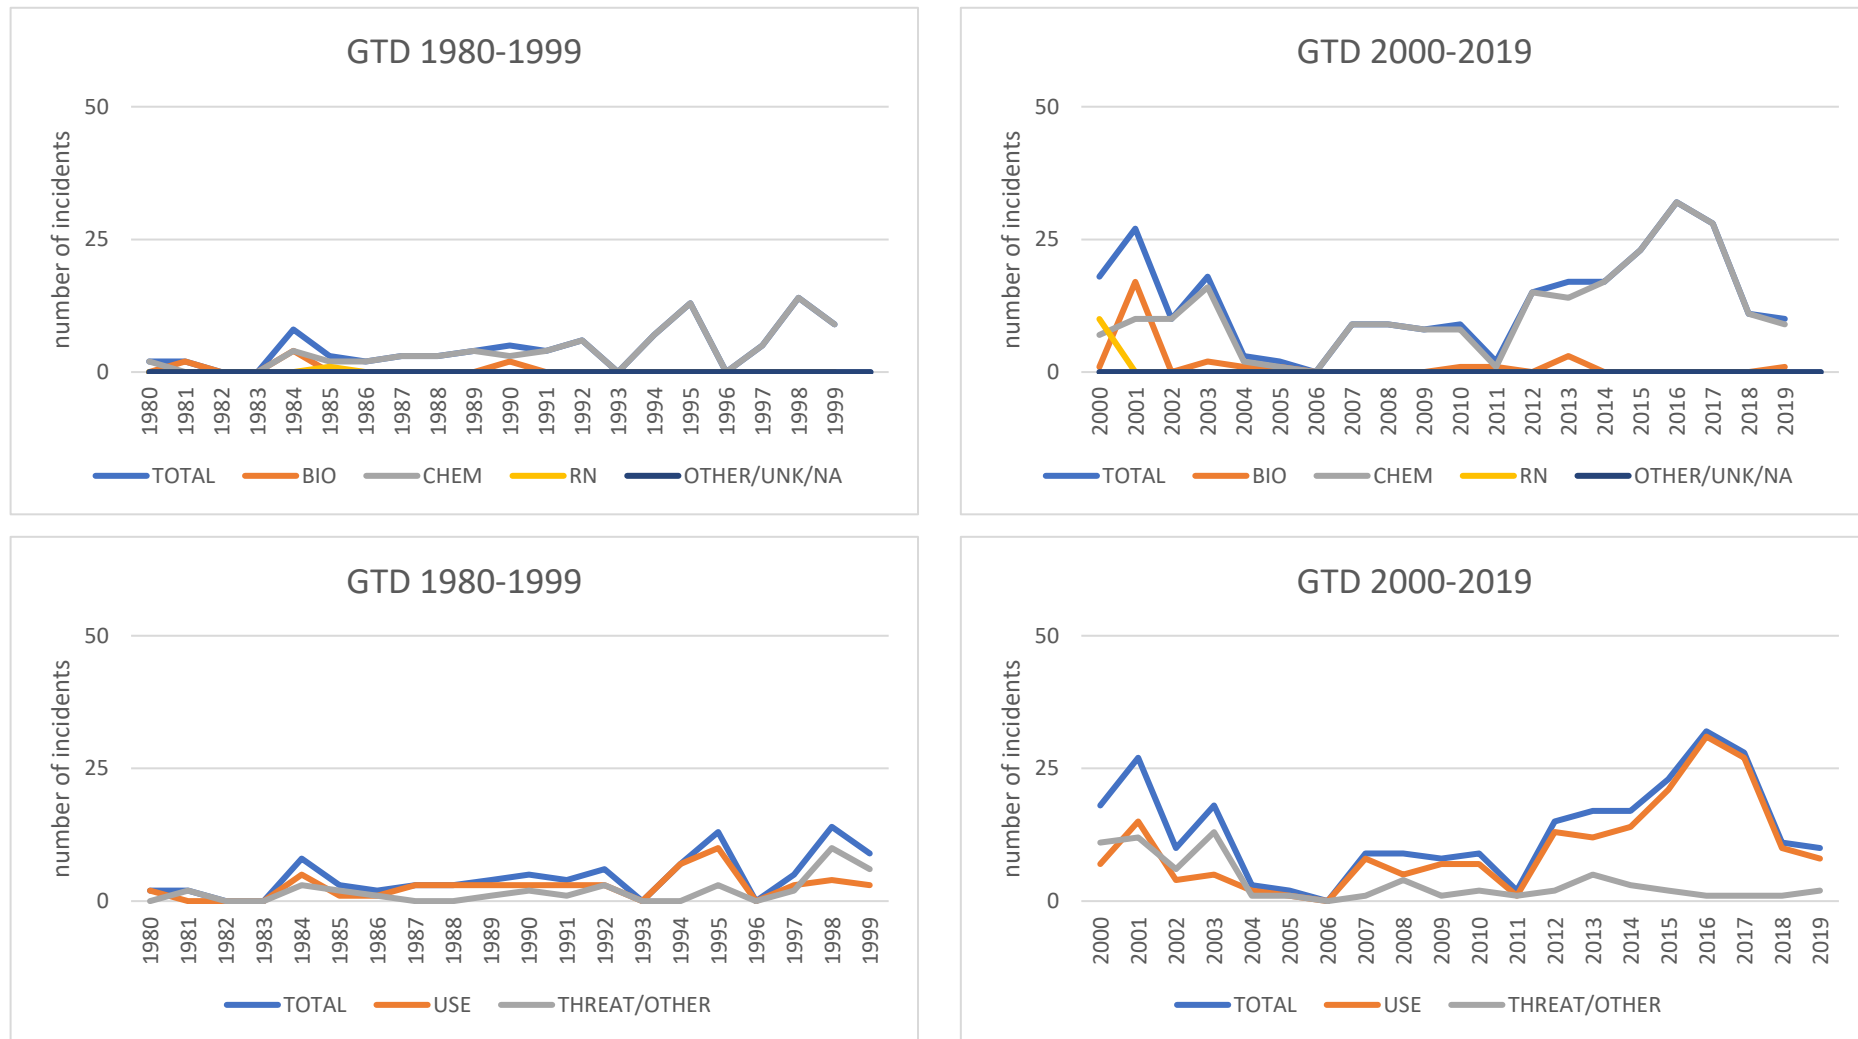 GTD 1980-1999
number of incidents
50
25
0
1980 1981 1982 1983 1984 1985 1986 1987 1988 1989 1990 1991 1992 1993 1994 1995 1996 1997 1998 1999
TOTAL BIO CHEM RN OTHER/UNK/NA
GTD 2000-2019
number of incidents
50
25
0
2000 2001 2002 2003 2004 2005 2006 2007 2008 2009 2010 2011 2012 2013 2014 2015 2016 2017 2018 2019
TOTAL BIO CHEM RN OTHER/UNK/NA
GTD 1980-1999
number of incidents
50
25
0
1980 1981 1982 1983 1984 1985 1986 1987 1988 1989 1990 1991 1992 1993 1994 1995 1996 1997 1998 1999
TOTAL USE THREAT/OTHER
GTD 2000-2019
number of incidents
50
25
0
2000 2001 2002 2003 2004 2005 2006 2007 2008 2009 2010 2011 2012 2013 2014 2015 2016 2017 2018 2019
TOTAL USE THREAT/OTHER